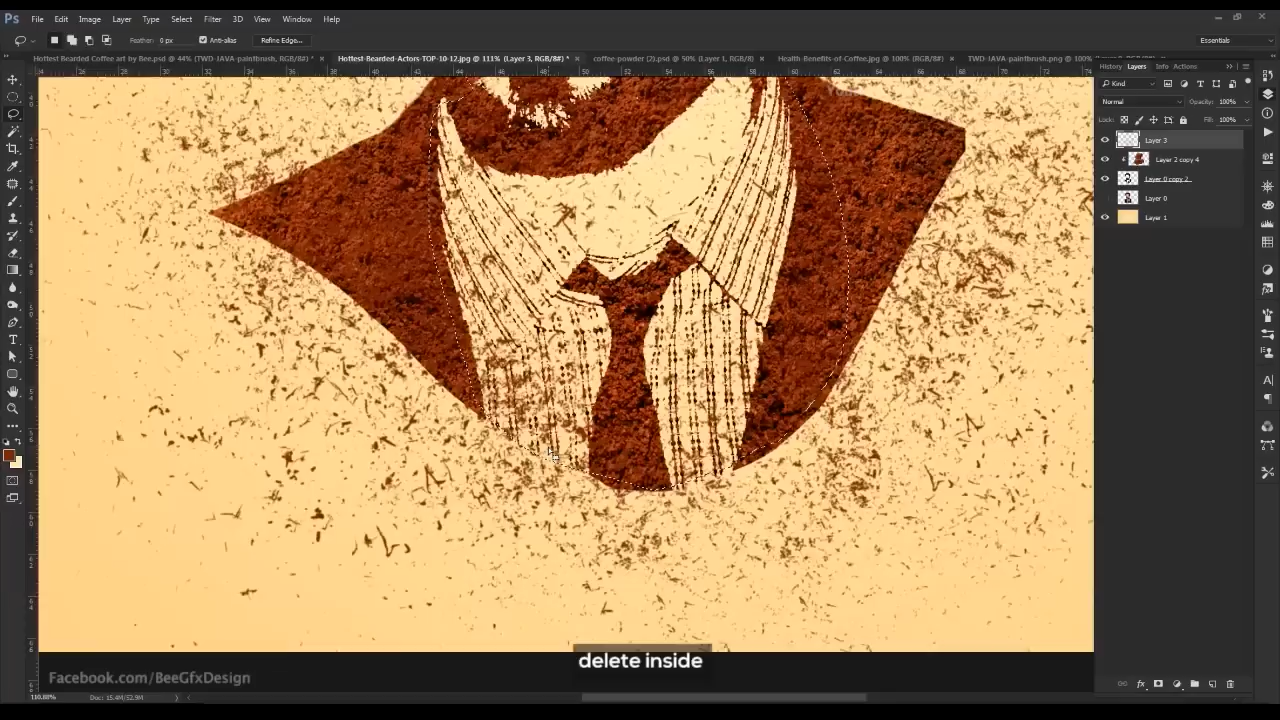 Ps File Edit Image Layer Type Select Filter 3D View Window Help
Feather: 0 px Anti-alias Refine Edge... Essentials
Hottest Bearded Coffee art by Bee.psd @ 44% (TWD-JAVA-paintbrush, RGB/8#) * × Hottest-Bearded-Actors-TOP-10-12.jpg @ 111% (Layer 3, RGB/8#) * × coffee-powder (2).psd @ 50% (Layer 1, RGB/8) × Health-Benefits-of-Coffee.jpg @ 100% (RGB/8#) × TWD-JAVA-paintbrush.png @ 100%
History Layers Info Actions
Kind
Normal Opacity: 100%
Lock: Fill: 100%
Layer 3
Layer 2 copy 4
Layer 0 copy 2
Layer 0
Layer 1
delete inside
Facebook.com/BeeGfxDesign
110.88% Doc: 15.4M/52.9M